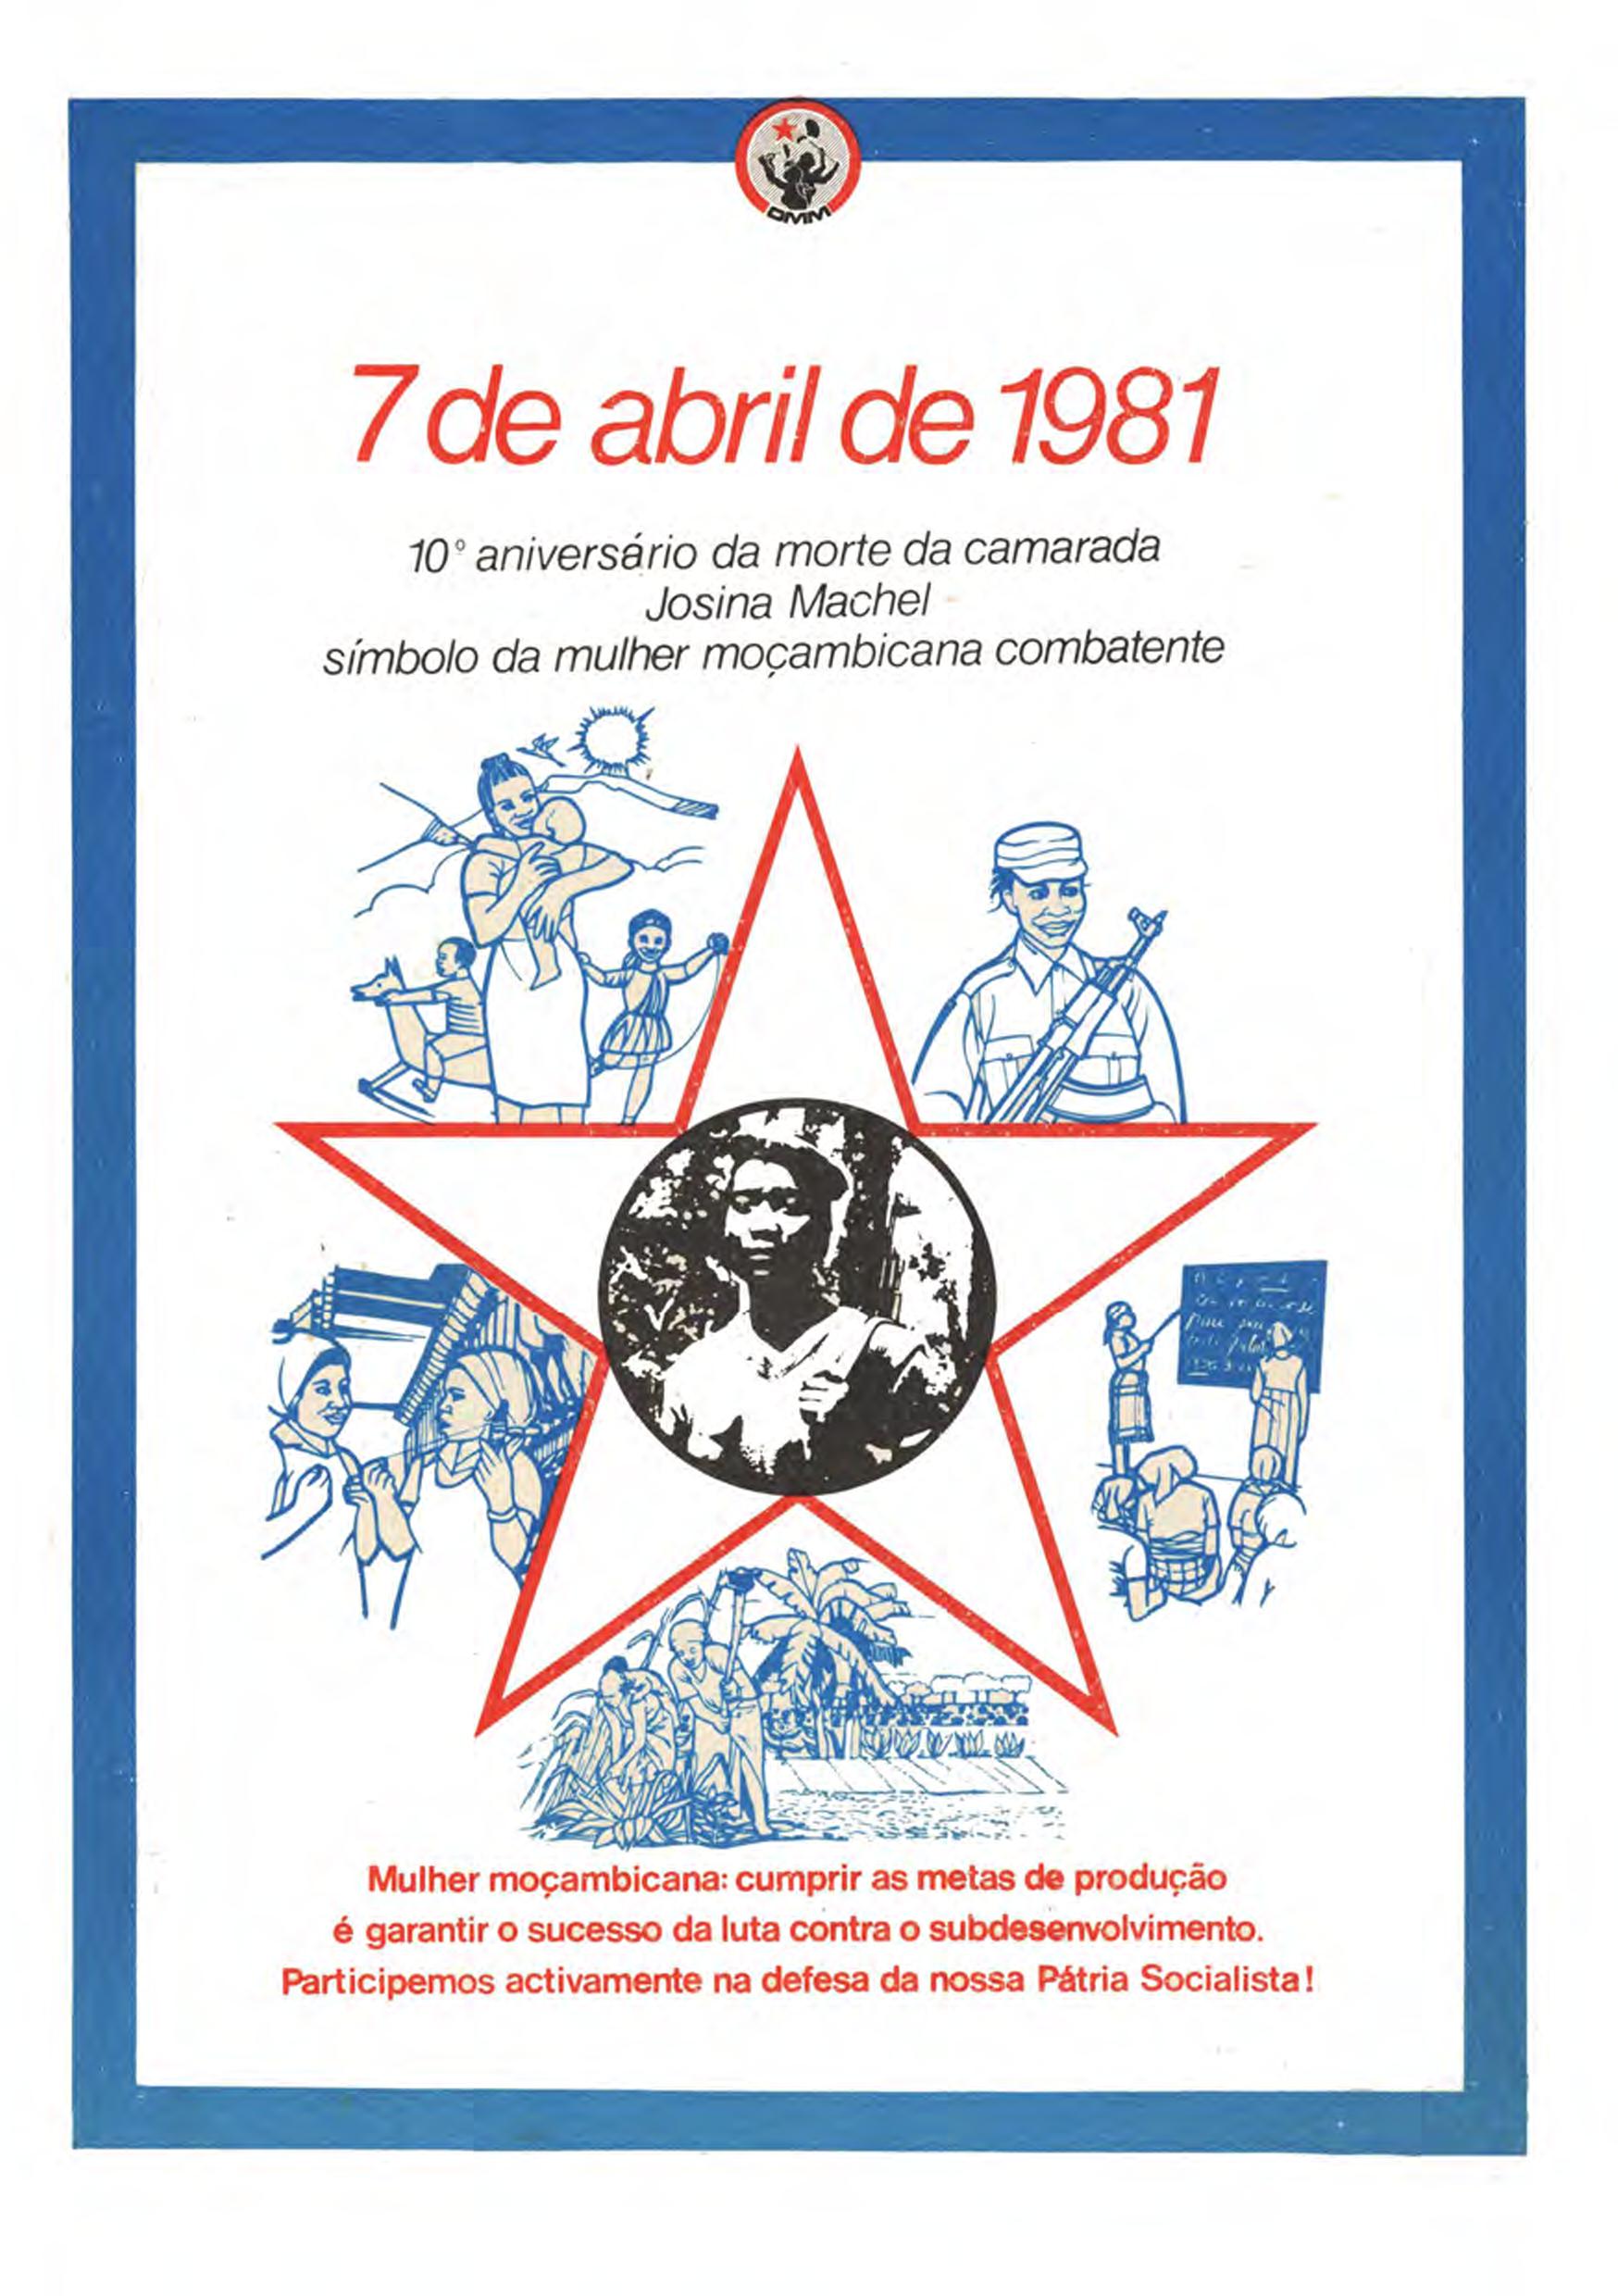 OMM
7 de abril de 1981
10º aniversário da morte da camarada
Josina Machel
símbolo da mulher moçambicana combatente
Mulher moçambicana: cumprir as metas de produção
é garantir o sucesso da luta contra o subdesenvolvimento.
Participemos activamente na defesa da nossa Pátria Socialista!